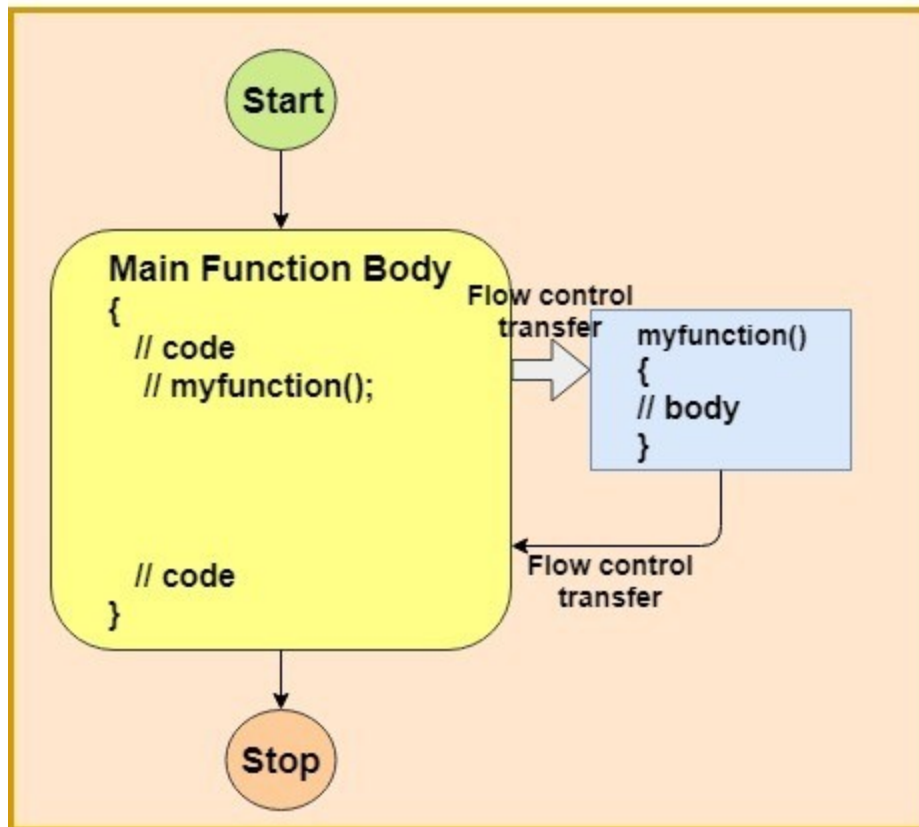 Start
Main Function Body
{
// code
// myfunction();
// code
}
Flow control
transfer
myfunction()
{
// body
}
Flow control
transfer
Stop